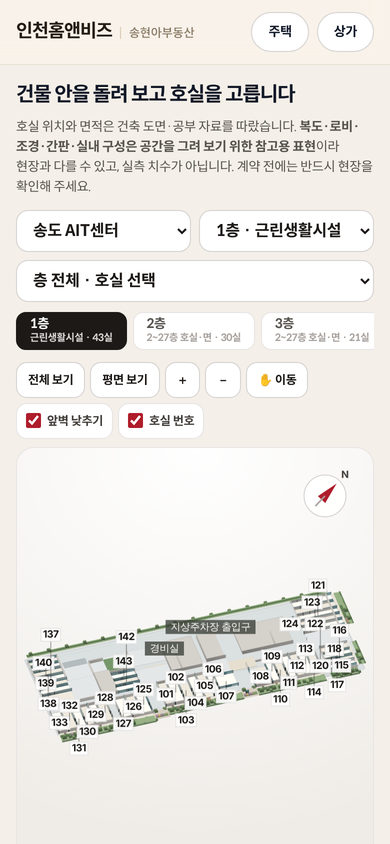 인천홈앤비즈 | 송현아부동산
주택
상가
건물 안을 돌려 보고 호실을 고릅니다
호실 위치와 면적은 건축 도면·공부 자료를 따랐습니다. 복도·로비·
조경·간판·실내 구성은 공간을 그려 보기 위한 참고용 표현이라
현장과 다를 수 있고, 실측 치수가 아닙니다. 계약 전에는 반드시 현장을
확인해 주세요.
송도 AIT센터
1층 · 근린생활시설
층 전체 · 호실 선택
1층
근린생활시설 · 43실
2층
2~27층 호실·면 · 30실
3층
2~27층 호실·면 · 21실
전체 보기
평면 보기
+
−
✋ 이동
앞벽 낮추기
호실 번호
N
121
123
124
122
116
지상주차장 출입구
137
142
경비실
113
118
140
143
109
112
120
115
139
106
102
108
111
117
125
101
105
114
138
132
128
126
104
107
110
133
129
127
103
130
131